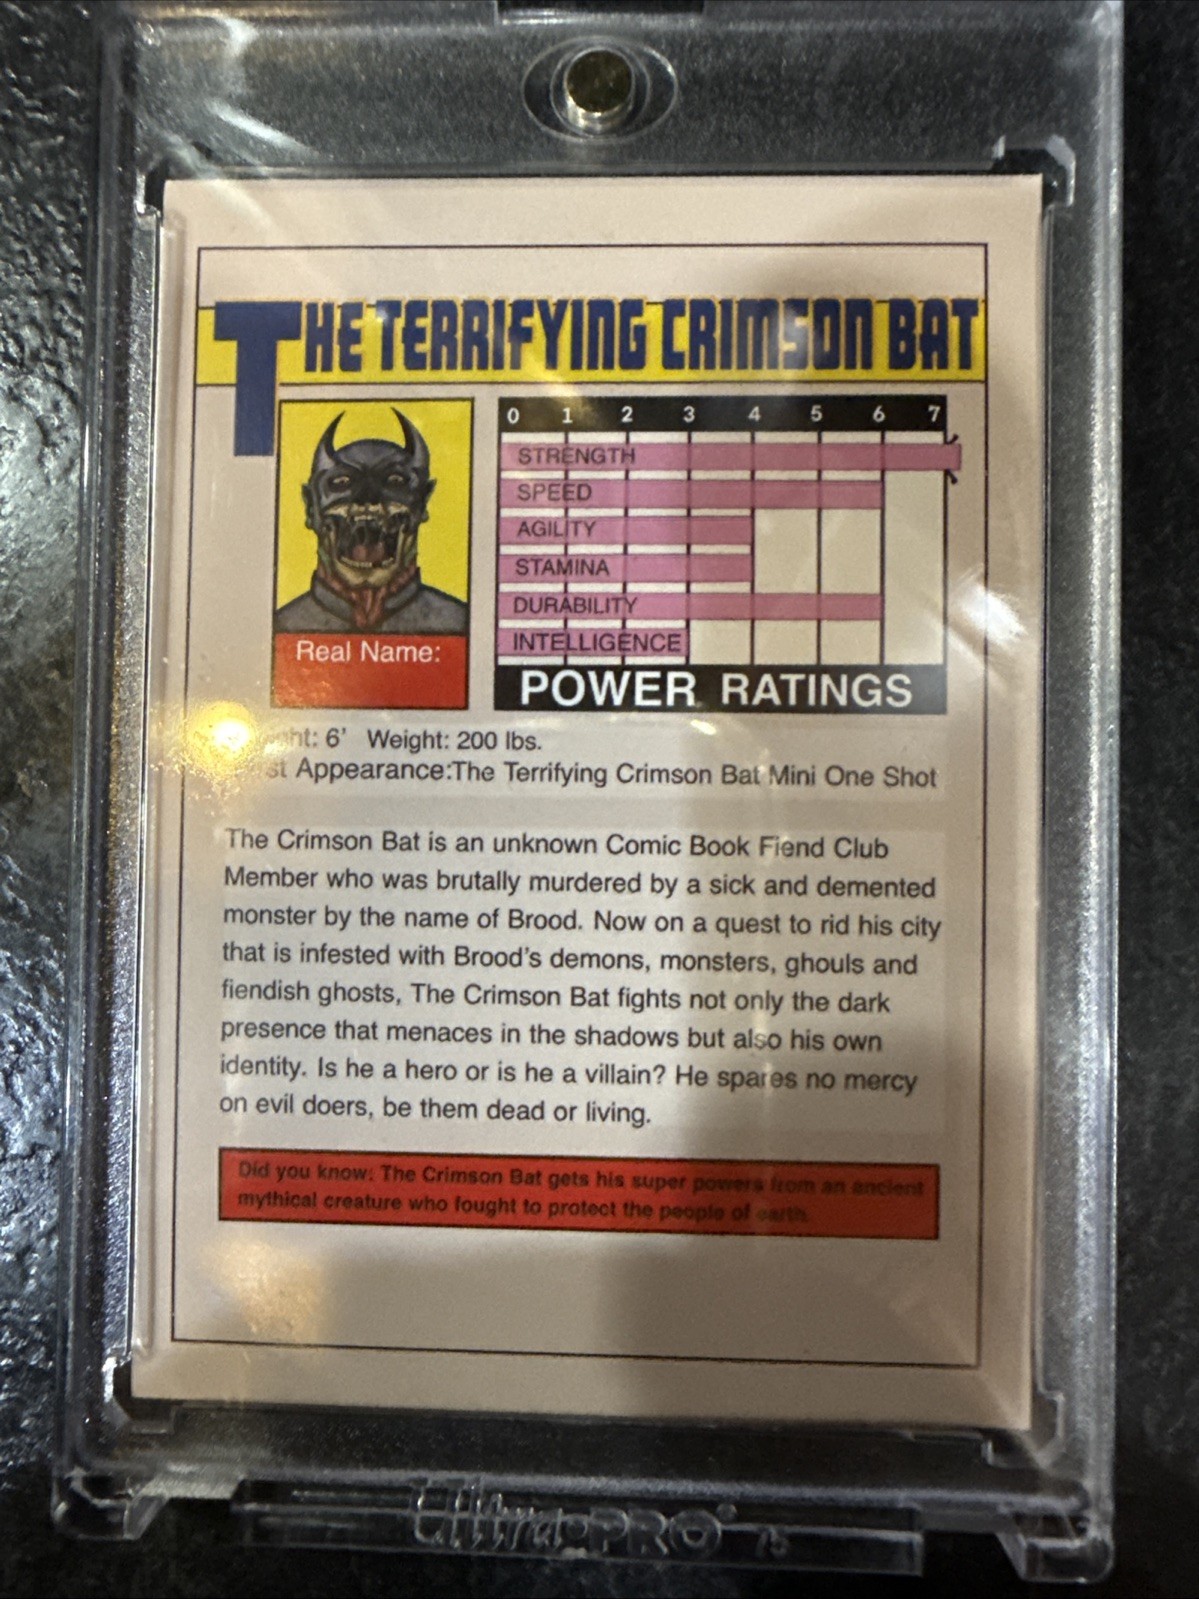 THE TERRIFYING CRIMSON BAT
0 1 2 3 4 5 6 7
STRENGTH
SPEED
AGILITY
STAMINA
DURABILITY
INTELLIGENCE
POWER RATINGS
Real Name:
6' Weight: 200 lbs.
Appearance:The Terrifying Crimson Bat Mini One Shot
The Crimson Bat is an unknown Comic Book Fiend Club
Member who was brutally murdered by a sick and demented
monster by the name of Brood. Now on a quest to rid his city
that is infested with Brood's demons, monsters, ghouls and
fiendish ghosts, The Crimson Bat fights not only the dark
presence that menaces in the shadows but also his own
identity. Is he a hero or is he a villain? He spares no mercy
on evil doers, be them dead or living.
Did you know: The Crimson Bat gets his super powers from an ancient
mythical creature who fought to protect the people of earth
Ultra•PRO® 75